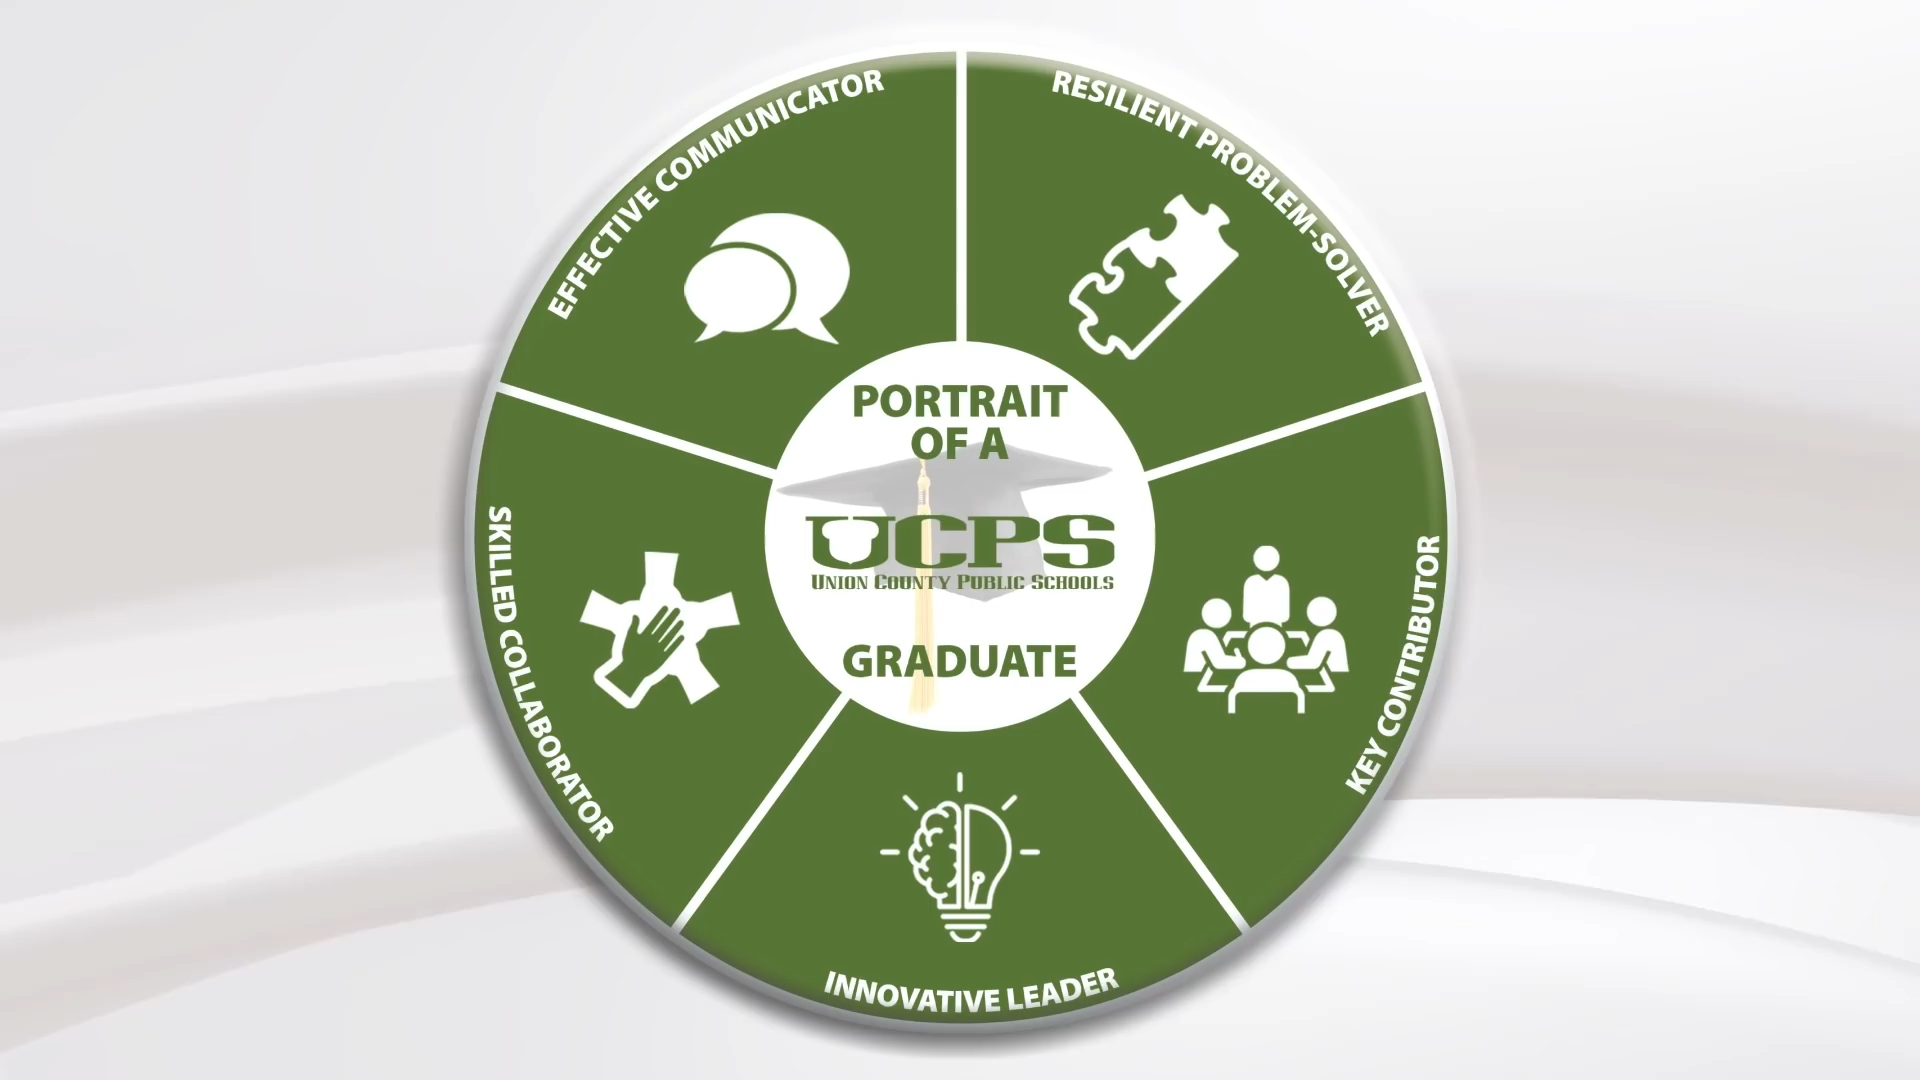 EFFECTIVE COMMUNICATOR
RESILIENT PROBLEM-SOLVER
PORTRAIT
OF A
UCPS
UNION COUNTY PUBLIC SCHOOLS
GRADUATE
SKILLED COLLABORATOR
KEY CONTRIBUTOR
INNOVATIVE LEADER